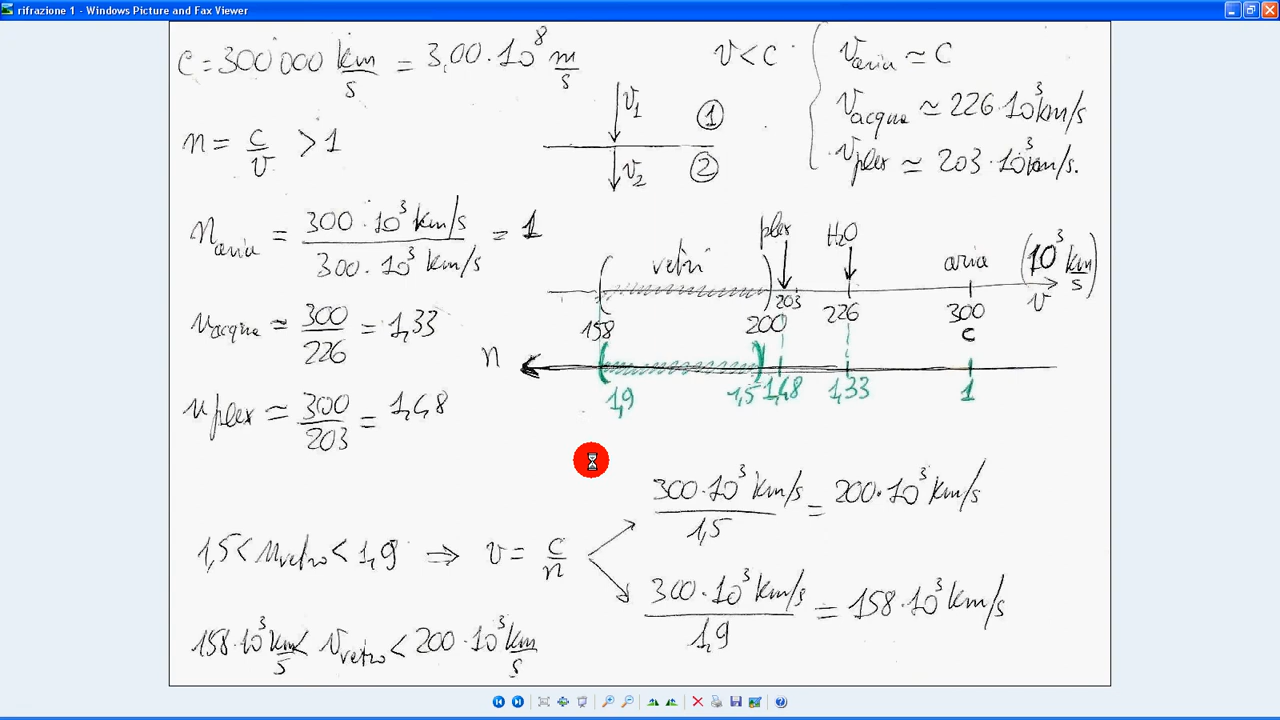 rifrazione 1 - Windows Picture and Fax Viewer
c = 300'000 km/s = 3,00 · 10^8 m/s
v < c
v_aria ≃ c
v_acqua ≃ 226 · 10^3 km/s
v_plex ≃ 203 · 10^3 km/s.
v_1 ①
v_2 ②
n = c/v > 1
n_aria = 300 · 10^3 km/s / 300 · 10^3 km/s = 1
n_acqua ≃ 300/226 = 1,33
n_plex ≃ 300/203 = 1,48
vetri plex H2O aria (10^3 km/s)
158 200 203 226 300 v
c
n
1,9 1,5 1,48 1,33 1
1,5 < n_vetro < 1,9 ⇒ v = c/n
300 · 10^3 km/s / 1,5 = 200 · 10^3 km/s
300 · 10^3 km/s / 1,9 = 158 · 10^3 km/s
158 · 10^3 km/s < v_vetro < 200 · 10^3 km/s